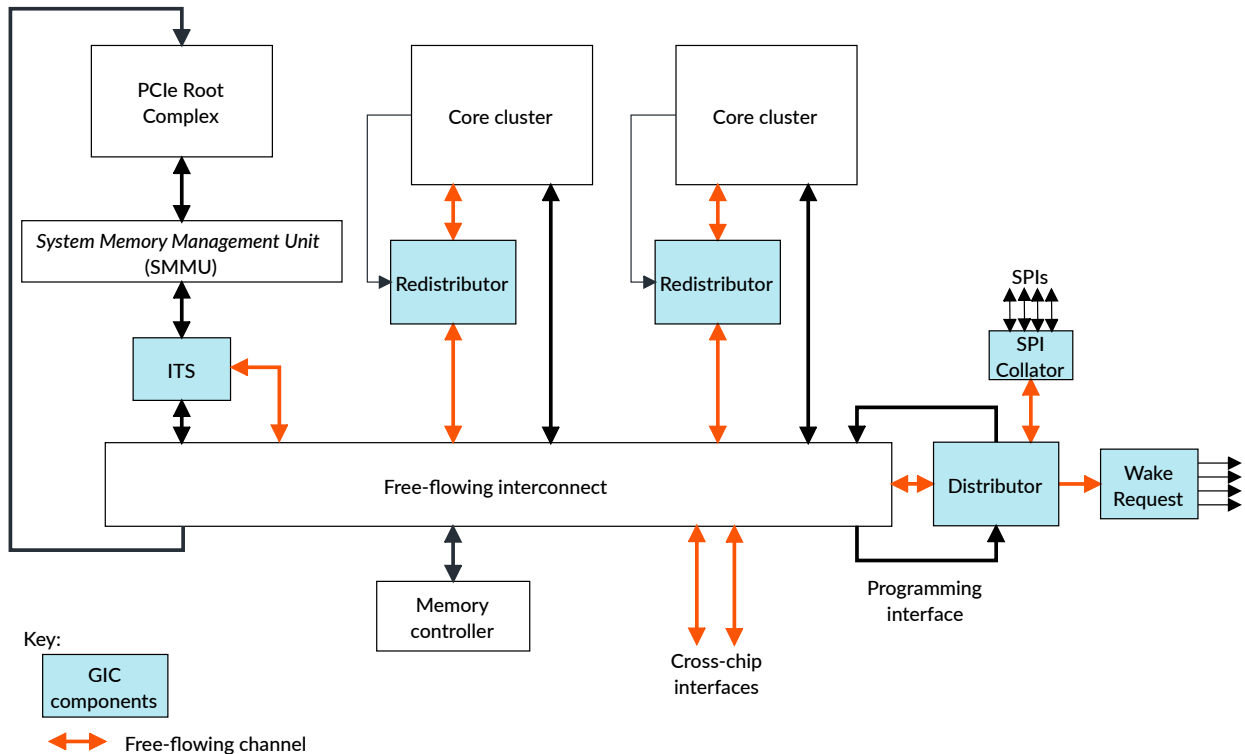 PCIe Root
Complex
Core cluster
Core cluster
System Memory Management Unit
(SMMU)
Redistributor
Redistributor
SPIs
SPI
Collator
ITS
Free-flowing interconnect
Distributor
Wake
Request
Programming
interface
Memory
controller
Cross-chip
interfaces
Key:
GIC
components
Free-flowing channel